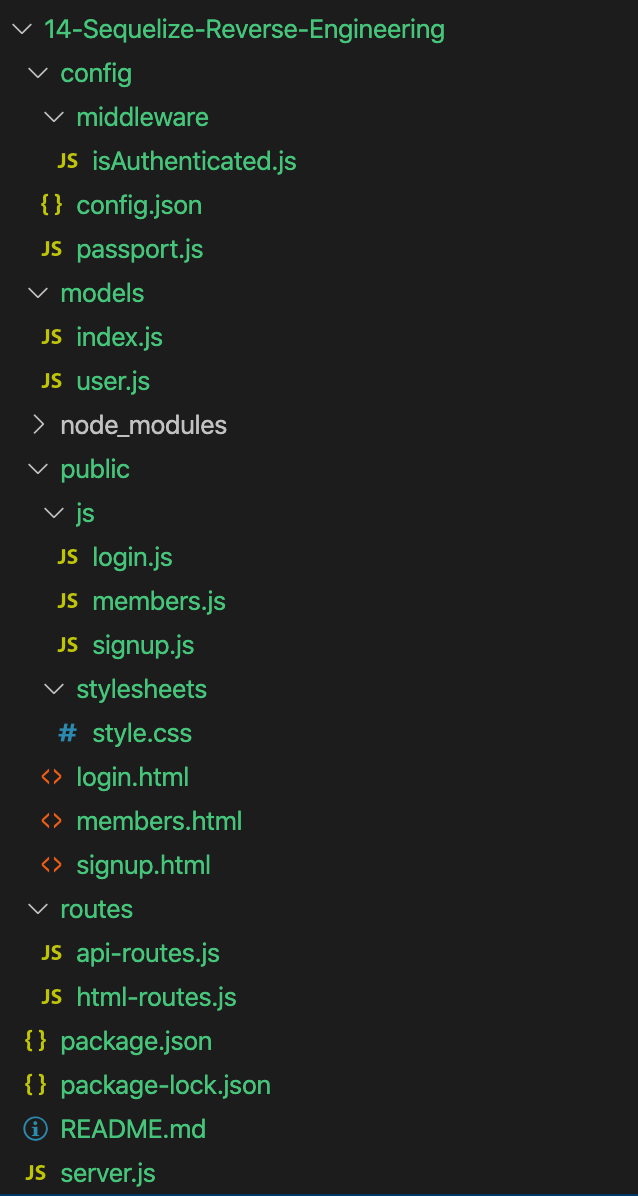 14-Sequelize-Reverse-Engineering
config
middleware
JS isAuthenticated.js
{} config.json
JS passport.js
models
JS index.js
JS user.js
node_modules
public
js
JS login.js
JS members.js
JS signup.js
stylesheets
# style.css
<> login.html
<> members.html
<> signup.html
routes
JS api-routes.js
JS html-routes.js
{} package.json
{} package-lock.json
i README.md
JS server.js